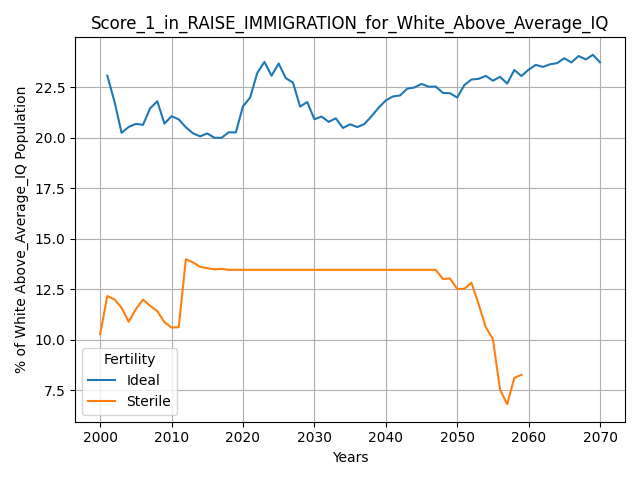 Score_1_in_RAISE_IMMIGRATION_for_White_Above_Average_IQ
% of White Above_Average_IQ Population
22.5
20.0
17.5
15.0
12.5
10.0
7.5
Fertility
Ideal
Sterile
2000 2010 2020 2030 2040 2050 2060 2070
Years